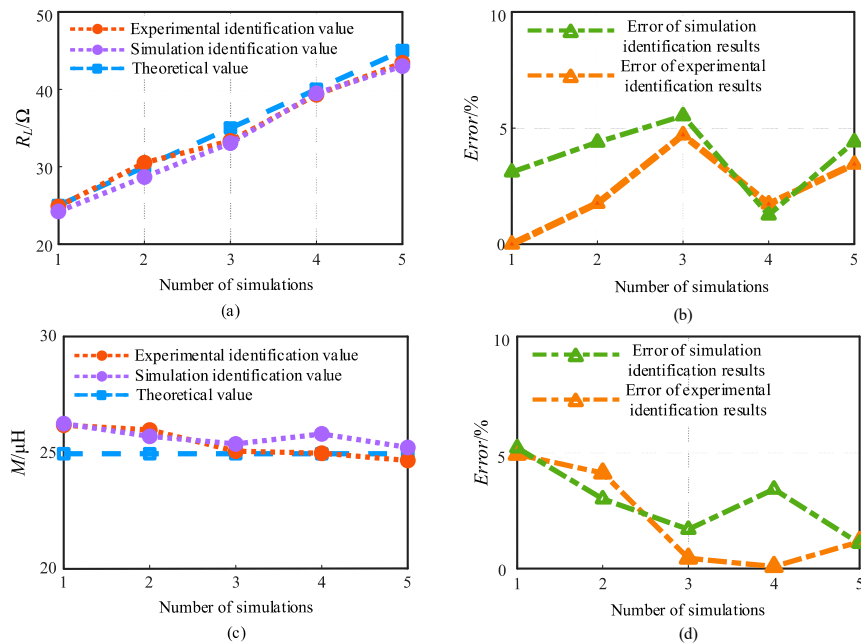 (a)
50
40
30
20
R_L/Ω
Experimental identification value
Simulation identification value
Theoretical value
1 2 3 4 5
Number of simulations
(a)
10
5
0
Error/%
Error of simulation
identification results
Error of experimental
identification results
1 2 3 4 5
Number of simulations
(b)
30
25
20
M/μH
Experimental identification value
Simulation identification value
Theoretical value
1 2 3 4 5
Number of simulations
(c)
10
5
0
Error/%
Error of simulation
identification results
Error of experimental
identification results
1 2 3 4 5
Number of simulations
(d)